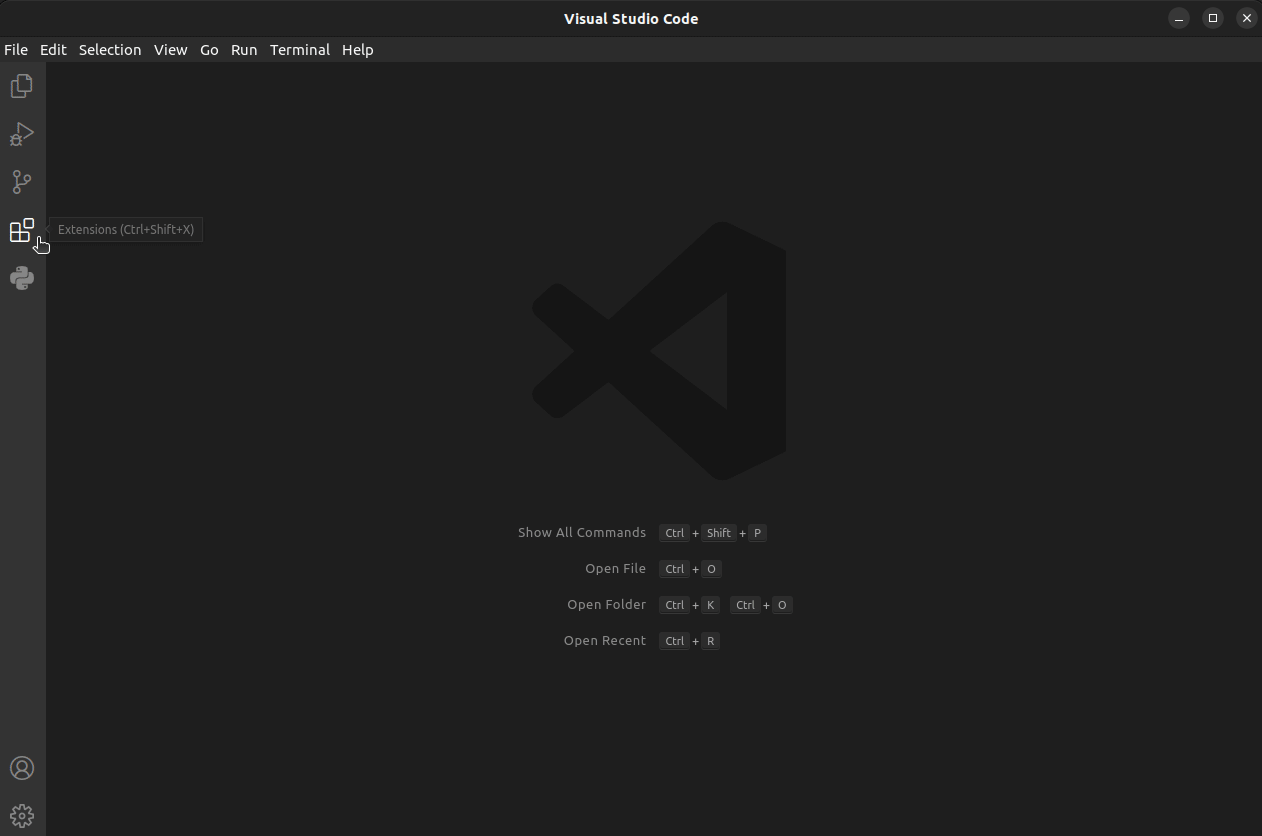 Visual Studio Code
File Edit Selection View Go Run Terminal Help
Extensions (Ctrl+Shift+X)
Show All Commands Ctrl + Shift + P
Open File Ctrl + O
Open Folder Ctrl + K Ctrl + O
Open Recent Ctrl + R